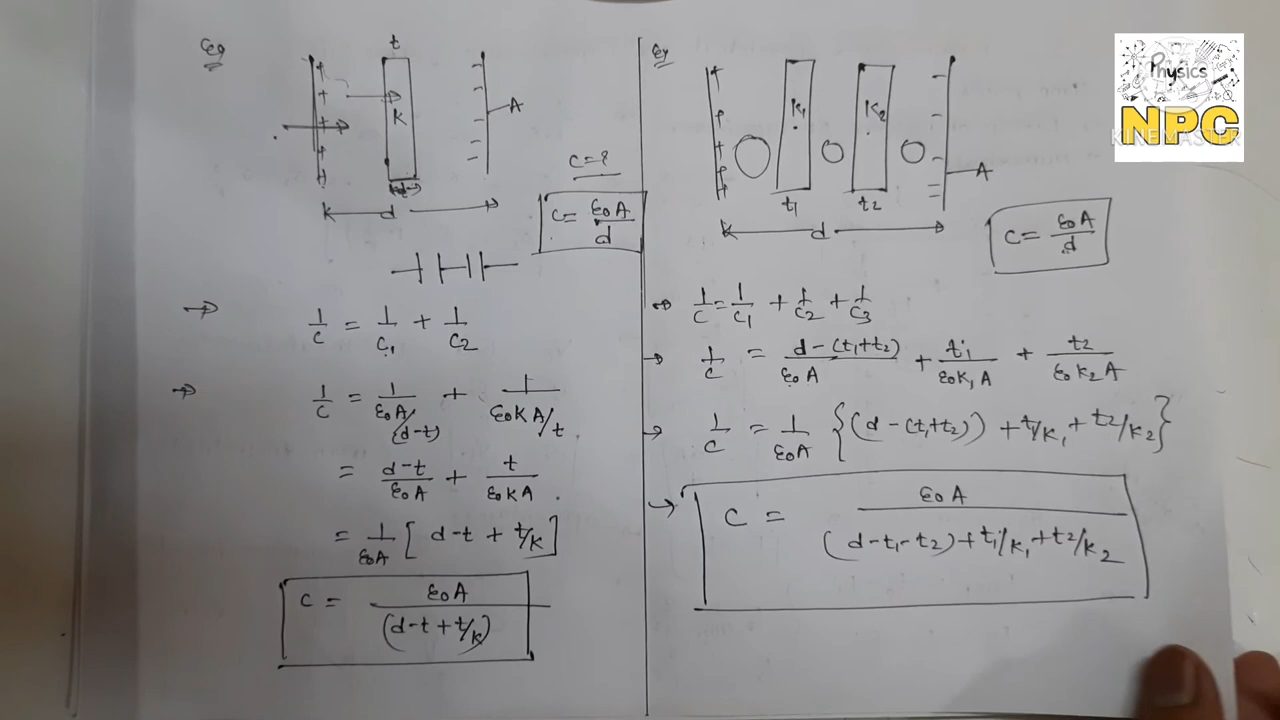 Eg
t
+
+
+
+
+
K
-
-
-
-
-
A
d
C = ?
C = ε0A/d
1/C = 1/C1 + 1/C2
1/C = 1/(ε0A/(d-t)) + 1/(ε0KA/t)
= (d-t)/ε0A + t/ε0KA
= 1/ε0A [ d-t + t/K ]
C = ε0A/(d-t+t/K)
Eg
+
+
+
+
+
K1
K2
-
-
-
-
=
A
t1
t2
d
C = ε0A/d
1/C = 1/C1 + 1/C2 + 1/C3
1/C = d-(t1+t2)/ε0A + t1/ε0K1A + t2/ε0K2A
1/C = 1/ε0A {(d-(t1+t2)) + t1/K1 + t2/K2}
C = ε0A/((d-t1-t2)+t1/K1+t2/K2)
Physics
NPC
KINEMASTER